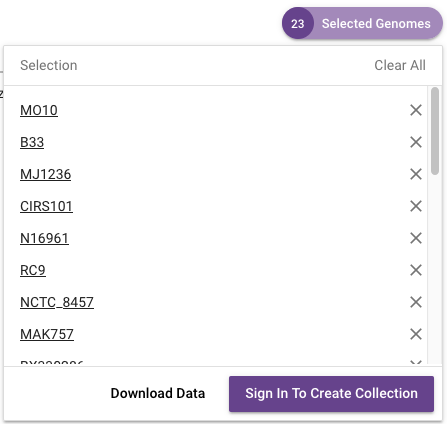 23 Selected Genomes
Selection Clear All
MO10
B33
MJ1236
CIRS101
N16961
RC9
NCTC_8457
MAK757
Download Data Sign In To Create Collection